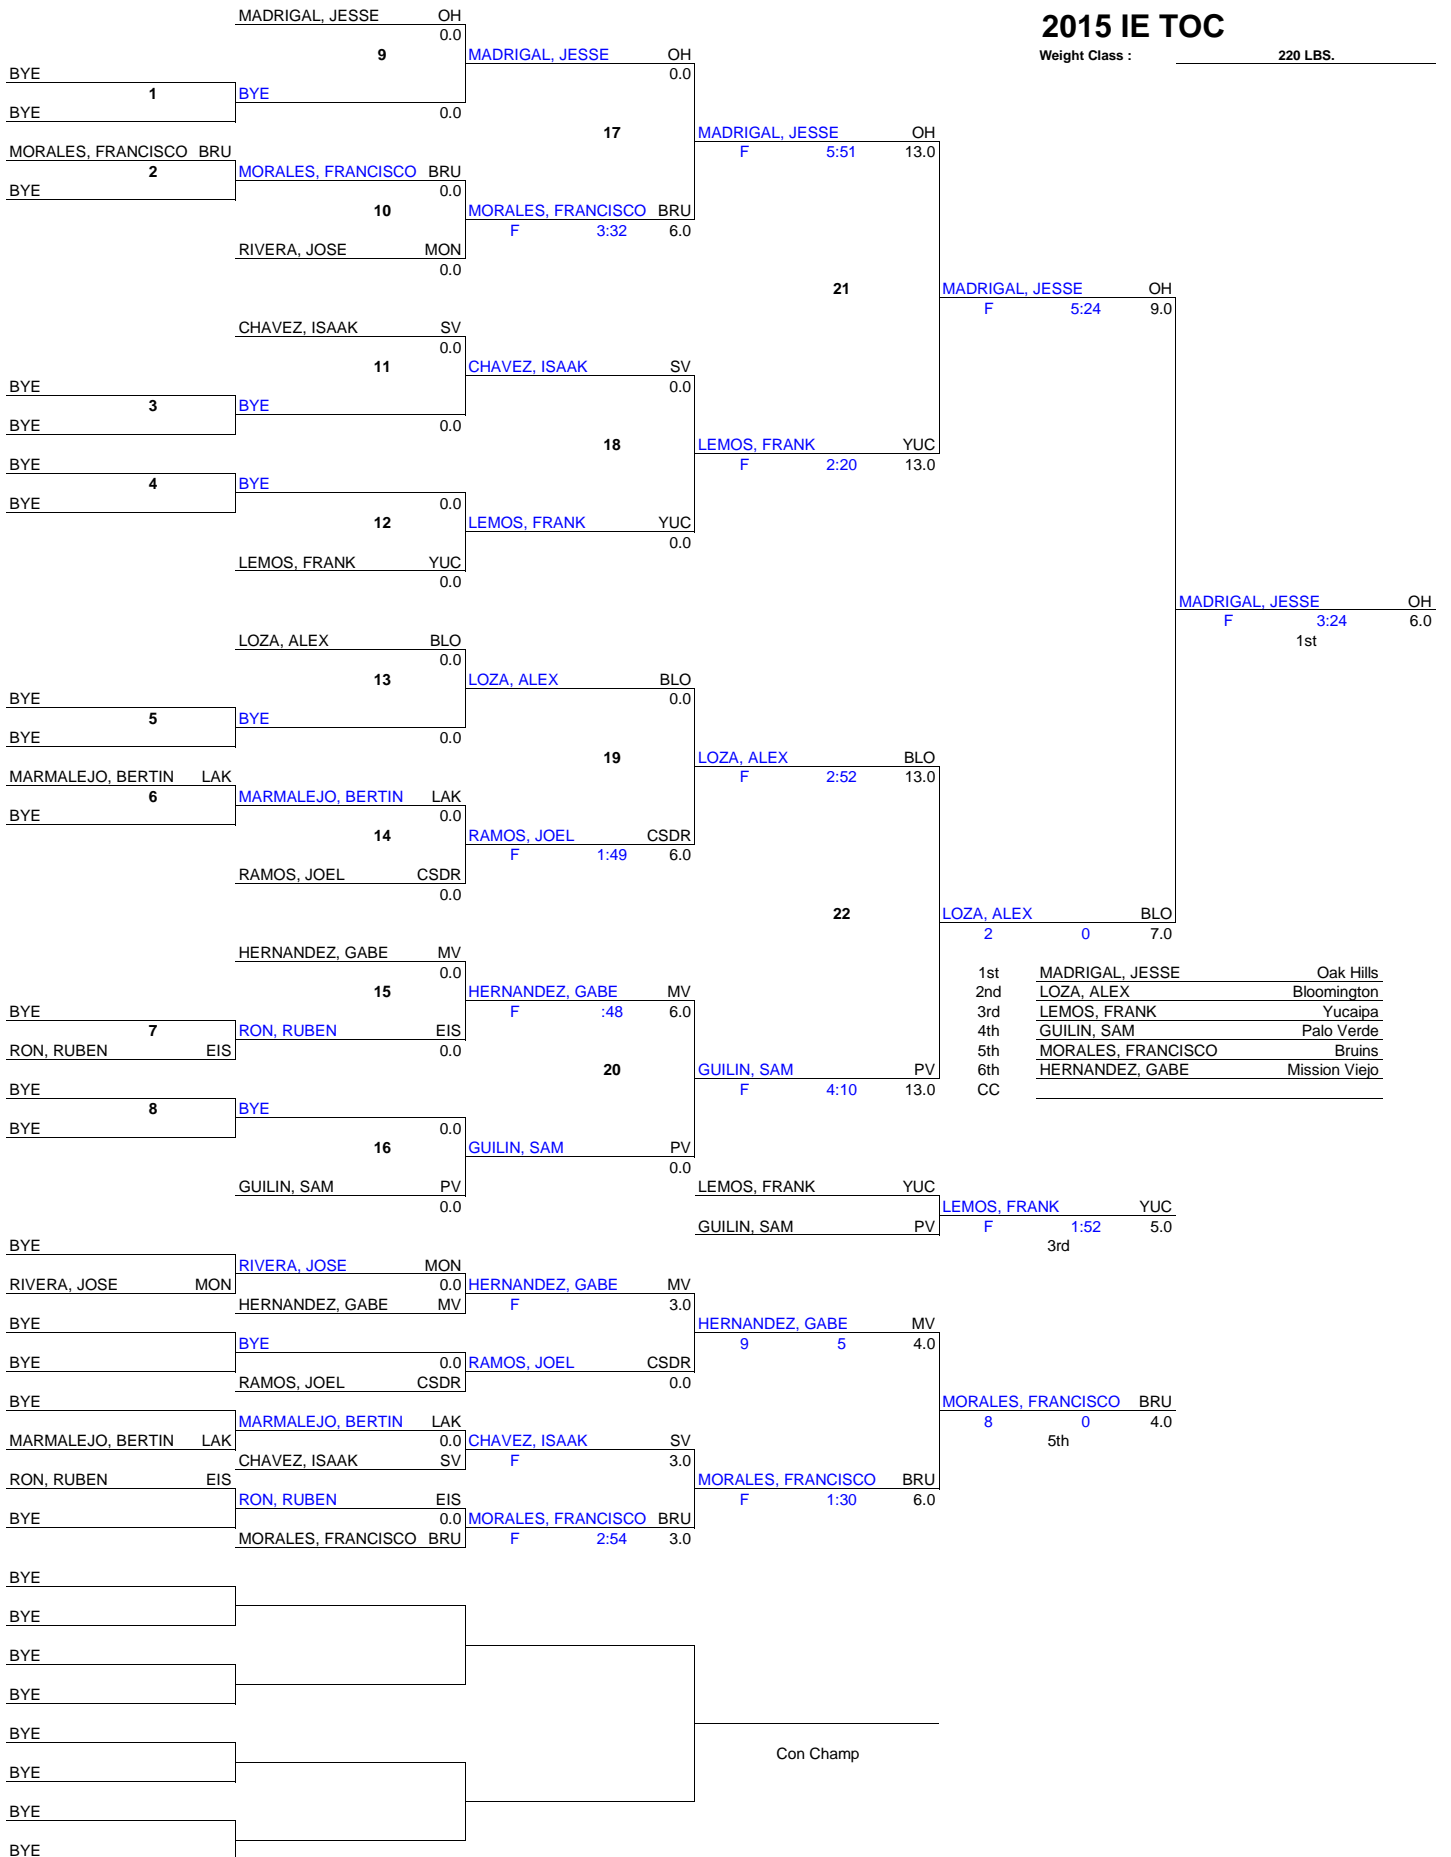 MADRIGAL, JESSE OH
2015 IE TOC
0.0
9 MADRIGAL, JESSE OH
Weight Class : 220 LBS.
BYE 0.0
1 BYE
BYE 0.0
17 MADRIGAL, JESSE OH
MORALES, FRANCISCO BRU F 5:51 13.0
2 MORALES, FRANCISCO BRU
BYE 0.0
10 MORALES, FRANCISCO BRU
F 3:32 6.0
RIVERA, JOSE MON
0.0
21 MADRIGAL, JESSE OH
F 5:24 9.0
CHAVEZ, ISAAK SV
0.0
11 CHAVEZ, ISAAK SV
BYE 0.0
3 BYE
BYE 0.0
18 LEMOS, FRANK YUC
BYE F 2:20 13.0
4 BYE
BYE 0.0
12 LEMOS, FRANK YUC
0.0
LEMOS, FRANK YUC
0.0
MADRIGAL, JESSE OH
F 3:24 6.0
LOZA, ALEX BLO 1st
0.0
13 LOZA, ALEX BLO
BYE 0.0
5 BYE
BYE 0.0
19 LOZA, ALEX BLO
MARMALEJO, BERTIN LAK F 2:52 13.0
6 MARMALEJO, BERTIN LAK
BYE 0.0
14 RAMOS, JOEL CSDR
F 1:49 6.0
RAMOS, JOEL CSDR
0.0
22 LOZA, ALEX BLO
2 0 7.0
HERNANDEZ, GABE MV
0.0 1st MADRIGAL, JESSE Oak Hills
15 HERNANDEZ, GABE MV 2nd LOZA, ALEX Bloomington
BYE F :48 6.0 3rd LEMOS, FRANK Yucaipa
7 RON, RUBEN EIS 4th GUILIN, SAM Palo Verde
RON, RUBEN EIS 0.0 5th MORALES, FRANCISCO Bruins
20 GUILIN, SAM PV 6th HERNANDEZ, GABE Mission Viejo
BYE F 4:10 13.0 CC
8 BYE
BYE 0.0
16 GUILIN, SAM PV
0.0
GUILIN, SAM PV LEMOS, FRANK YUC
0.0 LEMOS, FRANK YUC
GUILIN, SAM PV F 1:52 5.0
BYE 3rd
RIVERA, JOSE MON
RIVERA, JOSE MON 0.0 HERNANDEZ, GABE MV
HERNANDEZ, GABE MV F 3.0
BYE HERNANDEZ, GABE MV
BYE 9 5 4.0
BYE 0.0 RAMOS, JOEL CSDR
RAMOS, JOEL CSDR 0.0
BYE MORALES, FRANCISCO BRU
MARMALEJO, BERTIN LAK 8 0 4.0
MARMALEJO, BERTIN LAK 0.0 CHAVEZ, ISAAK SV 5th
CHAVEZ, ISAAK SV F 3.0
RON, RUBEN EIS MORALES, FRANCISCO BRU
RON, RUBEN EIS F 1:30 6.0
BYE 0.0 MORALES, FRANCISCO BRU
MORALES, FRANCISCO BRU F 2:54 3.0
BYE
BYE
BYE
BYE
BYE
Con Champ
BYE
BYE
BYE